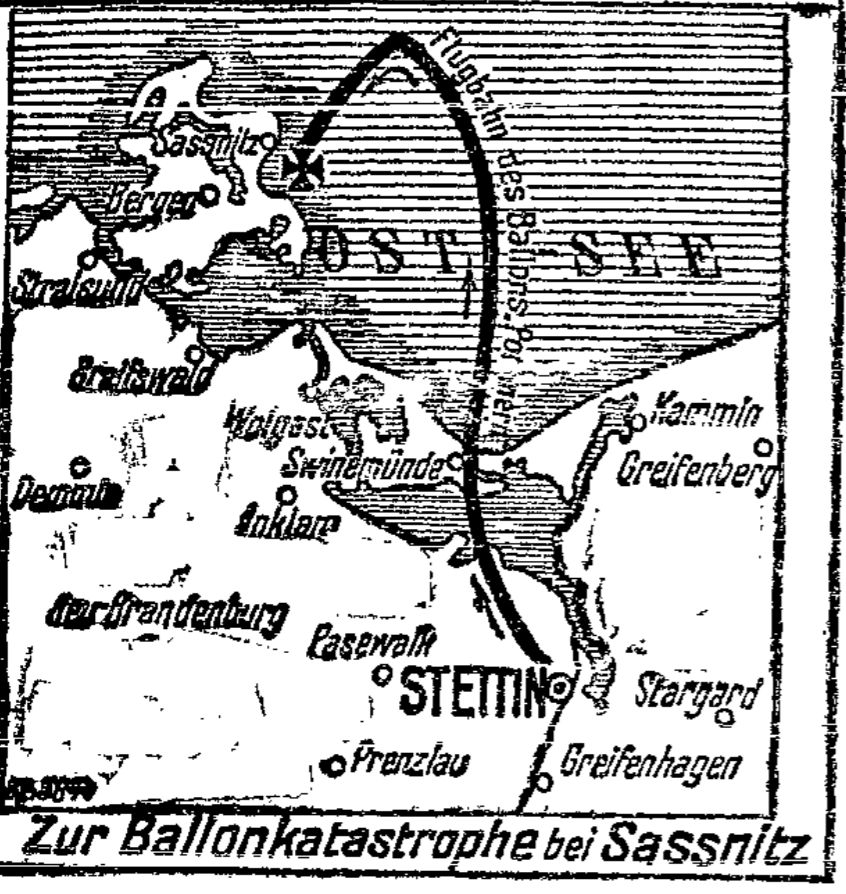 Flugbahn des Ballons
Sassnitz
Bergen
OST-SEE
Stralsund
Greifswald
Wolgast
Kammin
Swinemünde
Greifenberg
Demmin
Anklam
Brandenburg
Pasewalk
STETTIN
Stargard
Prenzlau
Greifenhagen
Zur Ballonkatastrophe bei Sassnitz